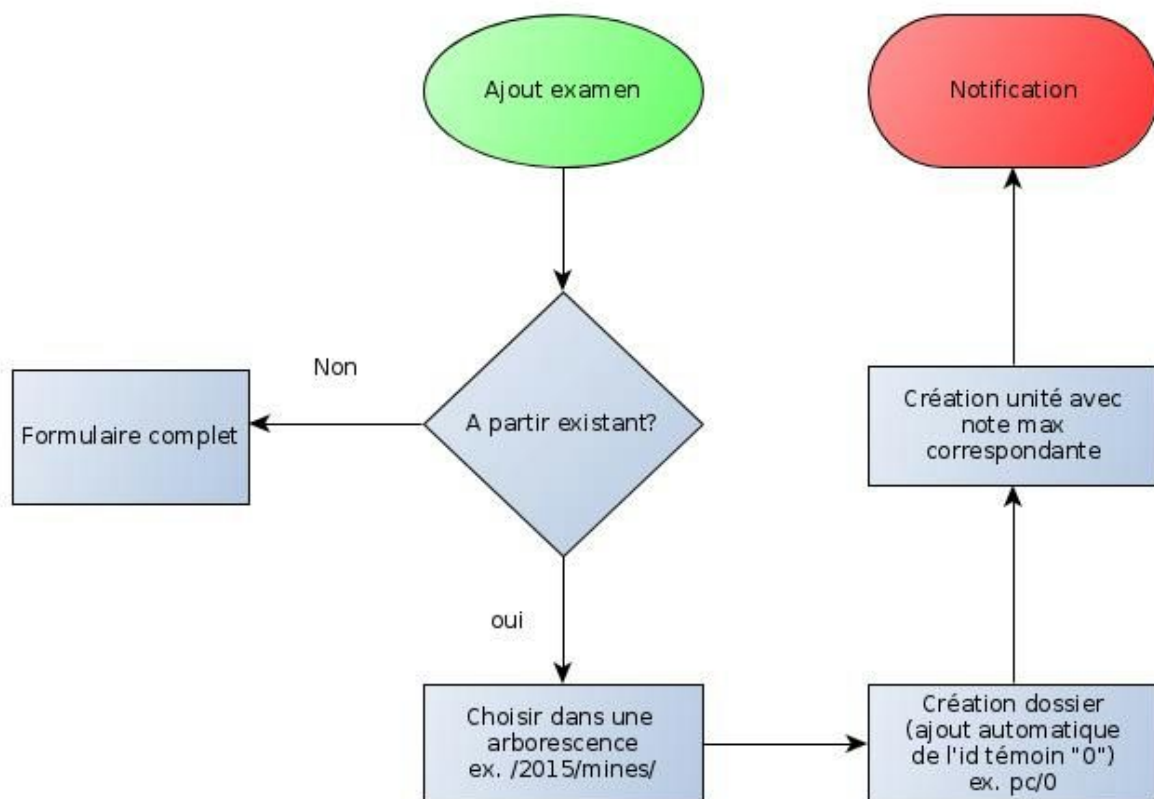 Ajout examen
Notification
A partir existant?
Non
Formulaire complet
oui
Choisir dans une
arborescence
ex. /2015/mines/
Création dossier
(ajout automatique
de l'id témoin "0")
ex. pc/0
Création unité avec
note max
correspondante